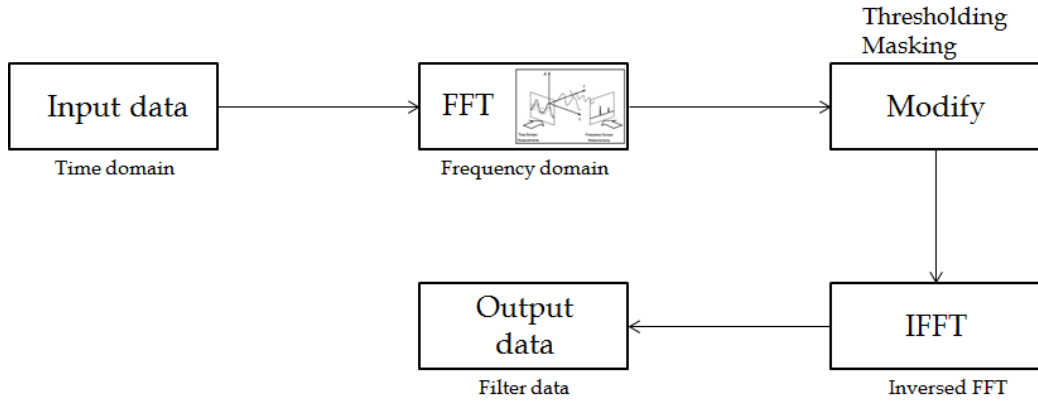 Thresholding
Masking
Input data
FFT
Modify
Time domain
Frequency domain
Output
data
IFFT
Filter data
Inversed FFT